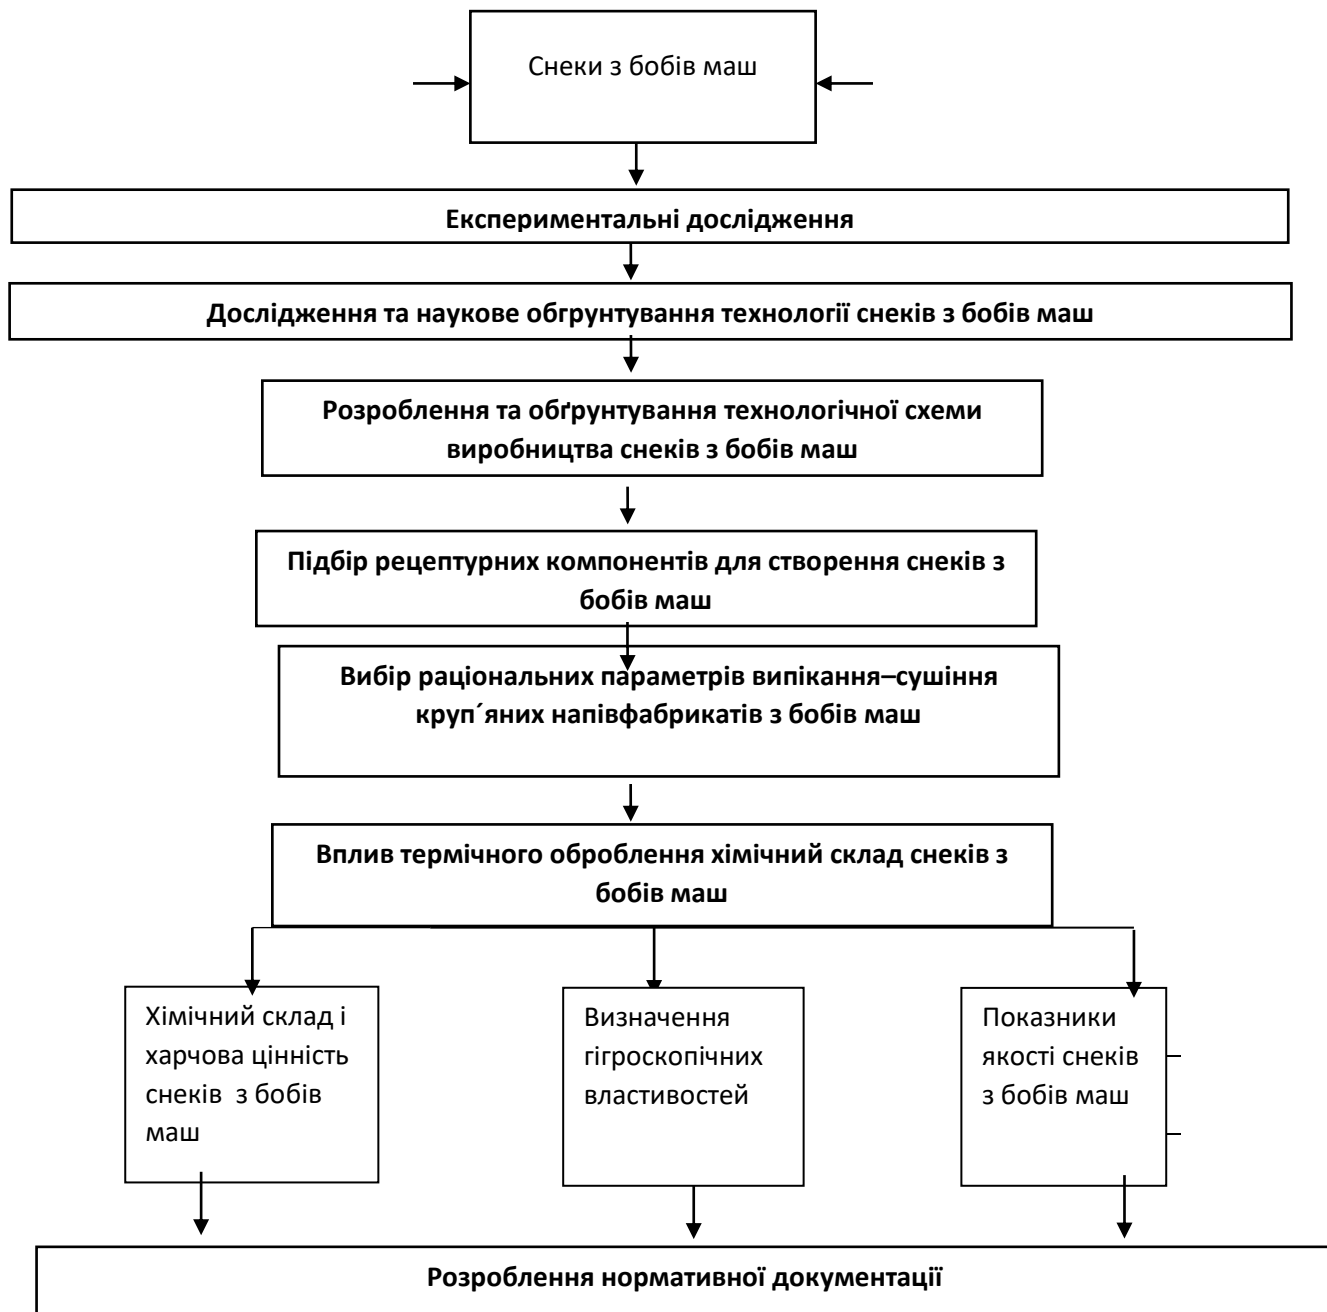 Снеки з бобів маш
Експериментальні дослідження
Дослідження та наукове обгрунтування технології снеків з бобів маш
Розроблення та обґрунтування технологічної схеми
виробництва снеків з бобів маш
Підбір рецептурних компонентів для створення снеків з
бобів маш
Вибір раціональних параметрів випікання–сушіння
круп´яних напівфабрикатів з бобів маш
Вплив термічного оброблення хімічний склад снеків з
бобів маш
Хімічний склад і
харчова цінність
снеків з бобів
маш
Визначення
гігроскопічних
властивостей
Показники
якості снеків
з бобів маш
Розроблення нормативної документації